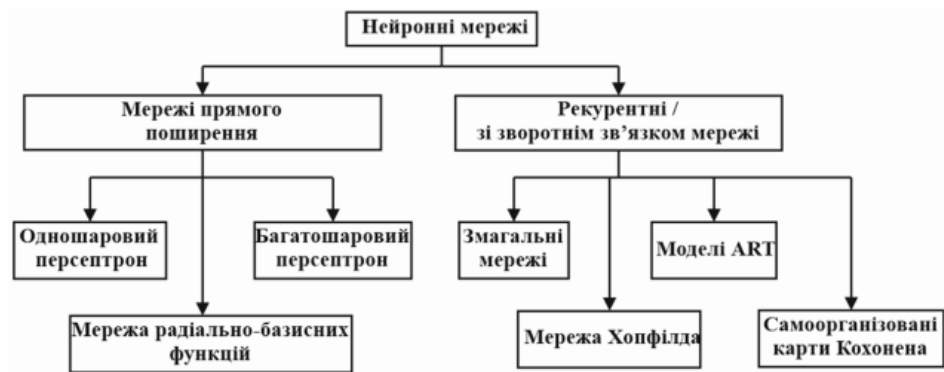 Нейронні мережі
Мережі прямого
поширення
Рекурентні /
зі зворотнім зв’язком мережі
Одношаровий
персептрон
Багатошаровий
персептрон
Змагальні
мережі
Моделі ART
Мережа радіально-базисних
функцій
Мережа Хопфілда
Самоорганізовані
карти Кохонена